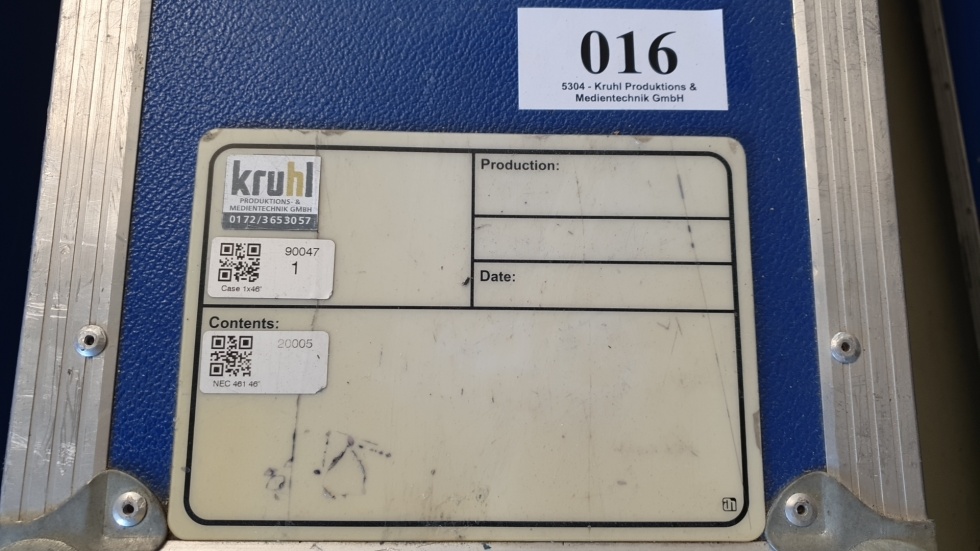 016
5304 - Kruhl Produktions &
Medientechnik GmbH
kruhl
PRODUKTIONS- &
MEDIENTECHNIK GMBH
0172/3653057
90047
1
Case 1x46"
Production:
Date:
Contents:
20005
NEC 461 46"
ah